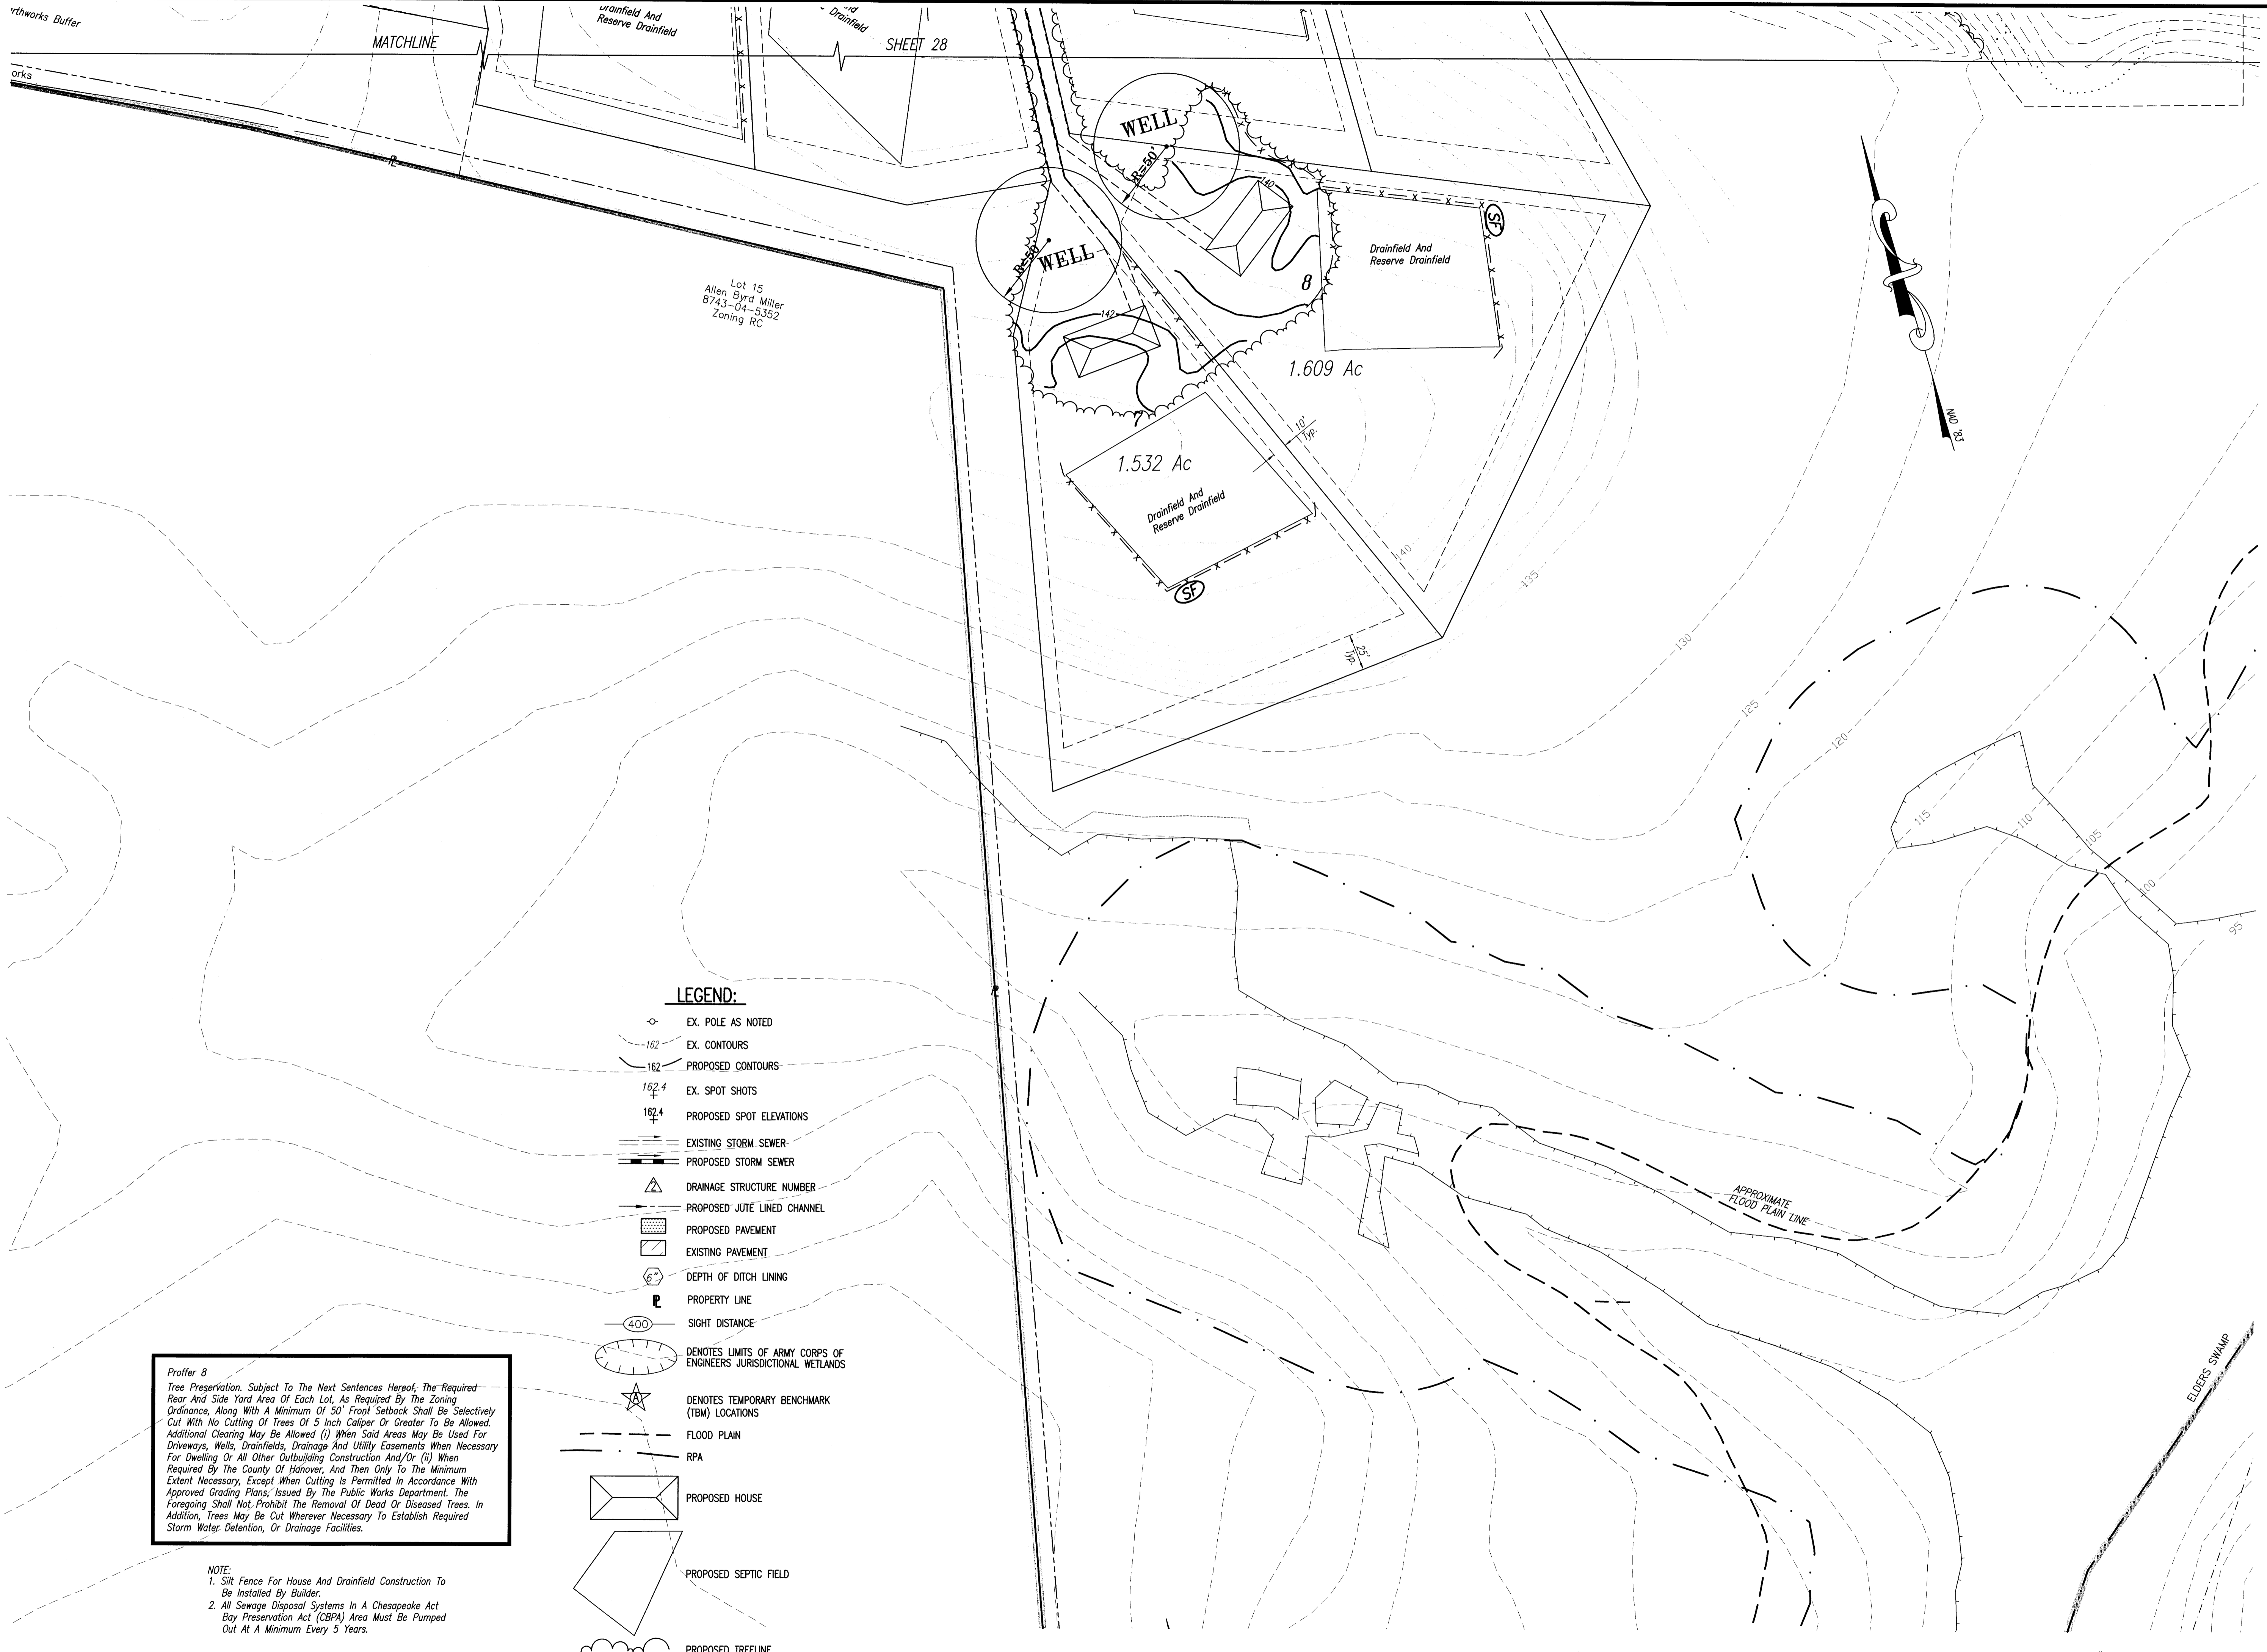 rthworks Buffer
orks
MATCHLINE
SHEET 28
Drainfield And
Reserve Drainfield
Drainfield
WELL
R=50'
140
WELL
R=50'
142
8
Drainfield And
Reserve Drainfield
SF
1.609 Ac
7
1.532 Ac
Drainfield And
Reserve Drainfield
SF
10'
Typ.
25'
Typ.
Lot 15
Allen Byrd Miller
8743-04-5352
Zoning RC
NAD '83
140
135
130
125
120
115
110
105
100
95
APPROXIMATE
FLOOD PLAIN LINE
ELDERS SWAMP
LEGEND:
EX. POLE AS NOTED
162 EX. CONTOURS
162 PROPOSED CONTOURS
162.4 EX. SPOT SHOTS
162.4 PROPOSED SPOT ELEVATIONS
EXISTING STORM SEWER
PROPOSED STORM SEWER
2 DRAINAGE STRUCTURE NUMBER
PROPOSED JUTE LINED CHANNEL
PROPOSED PAVEMENT
EXISTING PAVEMENT
6" DEPTH OF DITCH LINING
PL PROPERTY LINE
400 SIGHT DISTANCE
DENOTES LIMITS OF ARMY CORPS OF
ENGINEERS JURISDICTIONAL WETLANDS
A DENOTES TEMPORARY BENCHMARK
(TBM) LOCATIONS
FLOOD PLAIN
RPA
PROPOSED HOUSE
PROPOSED SEPTIC FIELD
PROPOSED TREELINE
Proffer 8
Tree Preservation. Subject To The Next Sentences Hereof, The Required
Rear And Side Yard Area Of Each Lot, As Required By The Zoning
Ordinance, Along With A Minimum Of 50' Front Setback Shall Be Selectively
Cut With No Cutting Of Trees Of 5 Inch Caliper Or Greater To Be Allowed.
Additional Clearing May Be Allowed (i) When Said Areas May Be Used For
Driveways, Wells, Drainfields, Drainage And Utility Easements When Necessary
For Dwelling Or All Other Outbuilding Construction And/Or (ii) When
Required By The County Of Hanover, And Then Only To The Minimum
Extent Necessary, Except When Cutting Is Permitted In Accordance With
Approved Grading Plans, Issued By The Public Works Department. The
Foregoing Shall Not Prohibit The Removal Of Dead Or Diseased Trees. In
Addition, Trees May Be Cut Wherever Necessary To Establish Required
Storm Water Detention, Or Drainage Facilities.
NOTE:
1. Silt Fence For House And Drainfield Construction To
Be Installed By Builder.
2. All Sewage Disposal Systems In A Chesapeake Act
Bay Preservation Act (CBPA) Area Must Be Pumped
Out At A Minimum Every 5 Years.